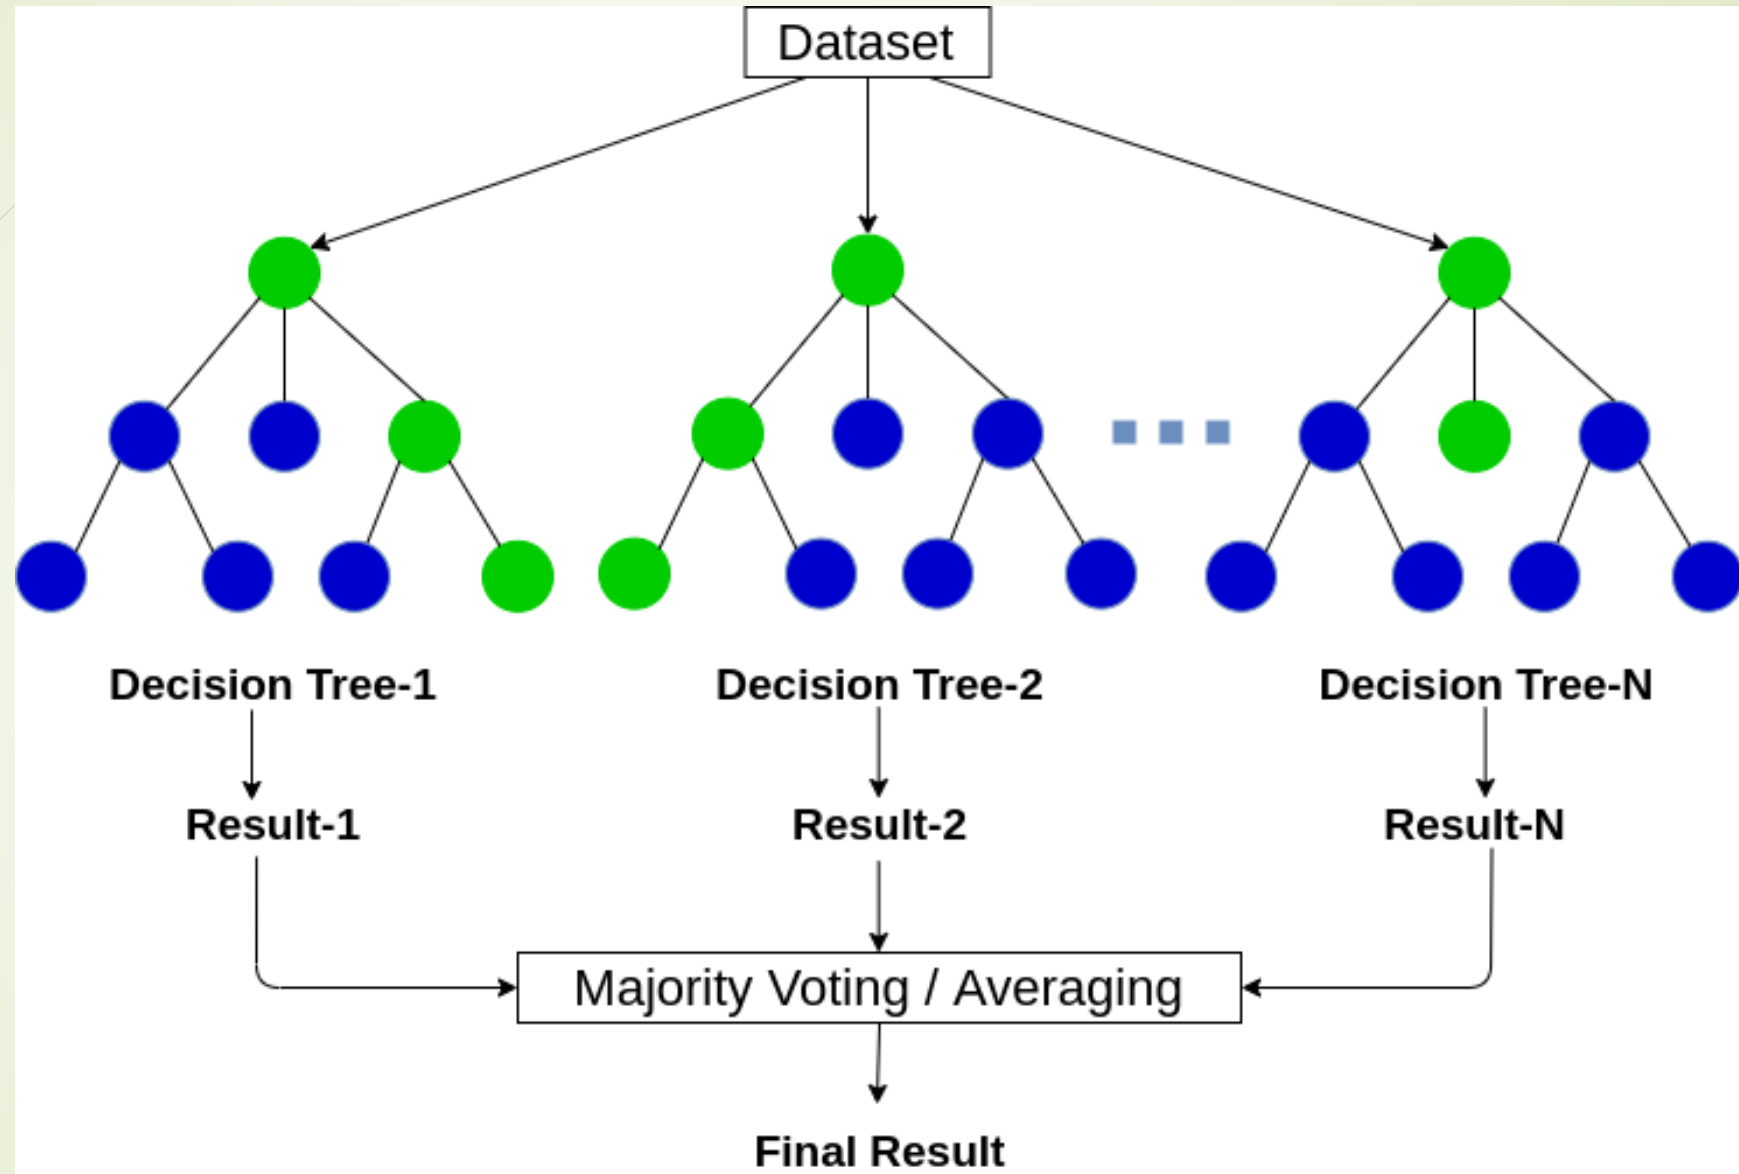 Dataset
Decision Tree-1
Decision Tree-2
Decision Tree-N
Result-1
Result-2
Result-N
Majority Voting / Averaging
Final Result